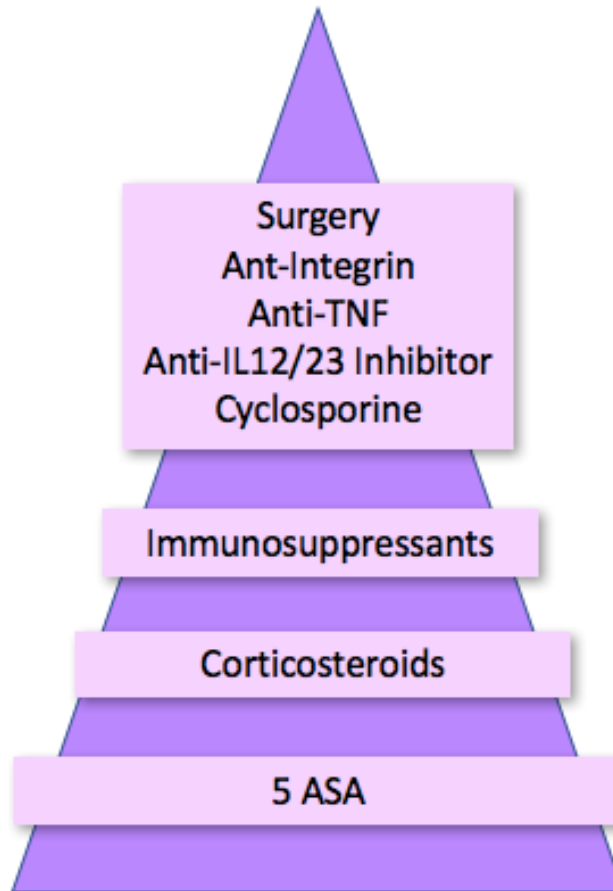 Surgery
Ant-Integrin
Anti-TNF
Anti-IL12/23 Inhibitor
Cyclosporine
Immunosuppressants
Corticosteroids
5 ASA